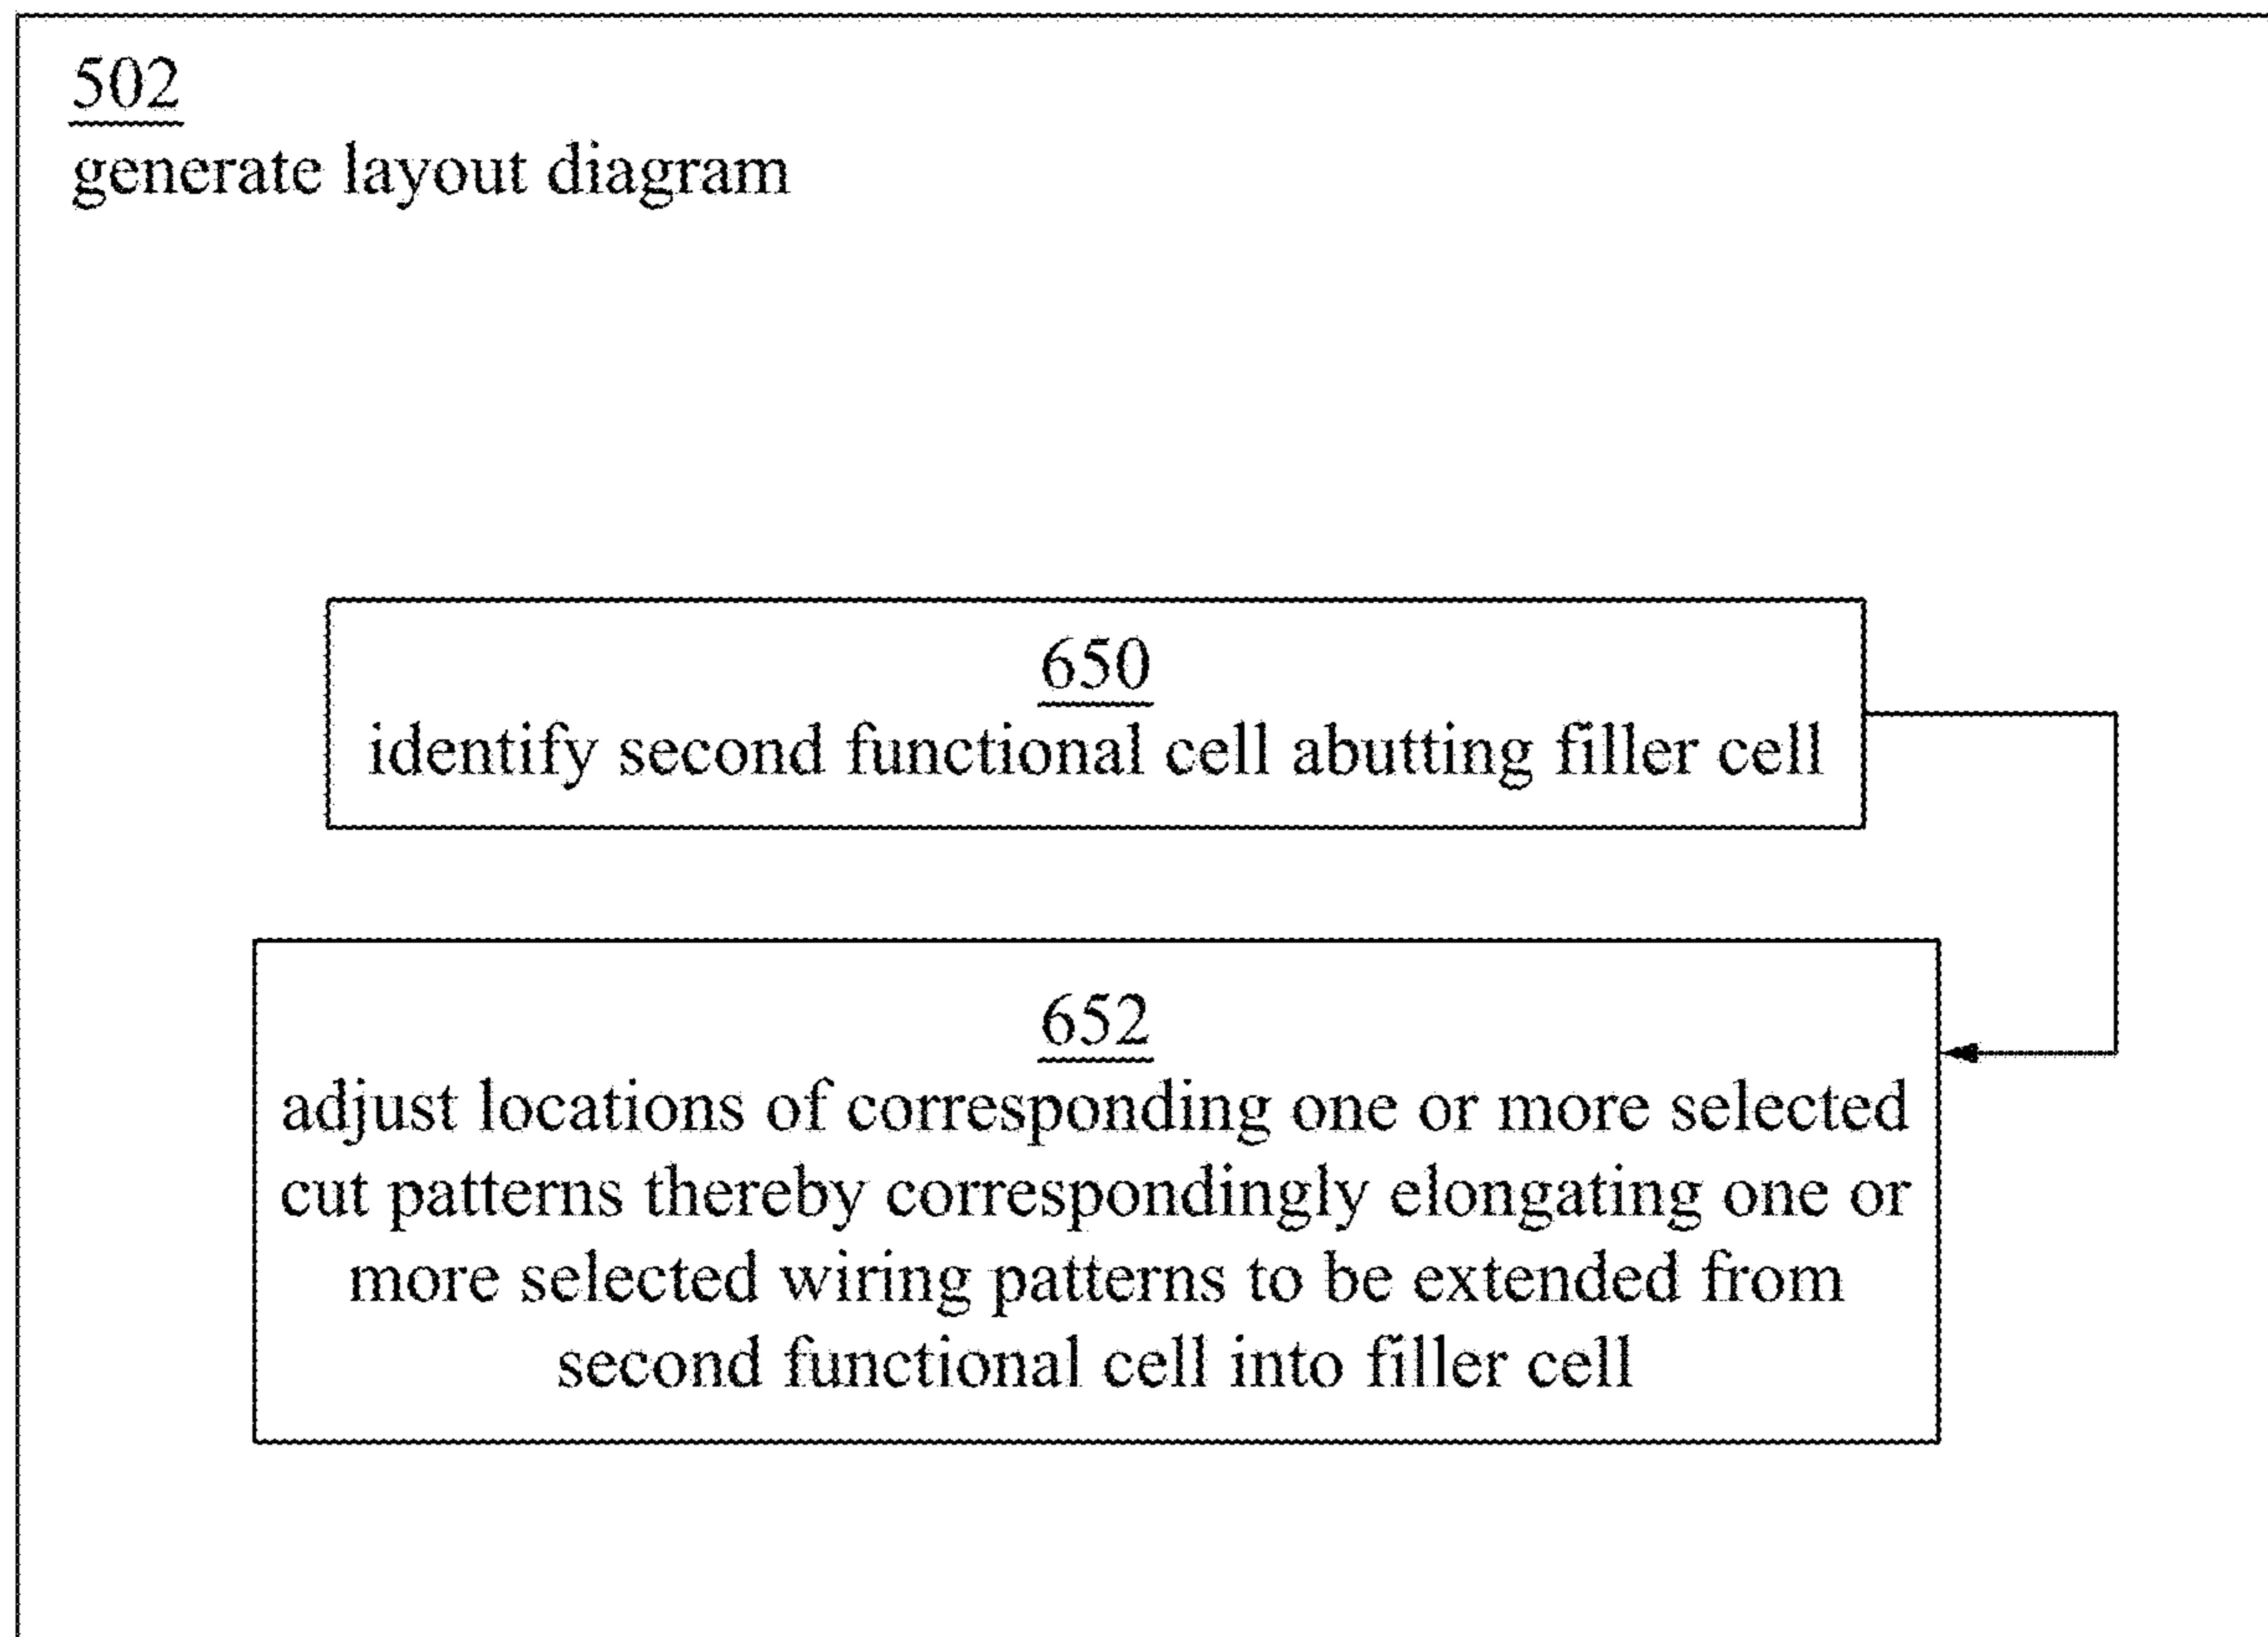 502
generate layout diagram
650
identify second functional cell abutting filler cell
652
adjust locations of corresponding one or more selected
cut patterns thereby correspondingly elongating one or
more selected wiring patterns to be extended from
second functional cell into filler cell